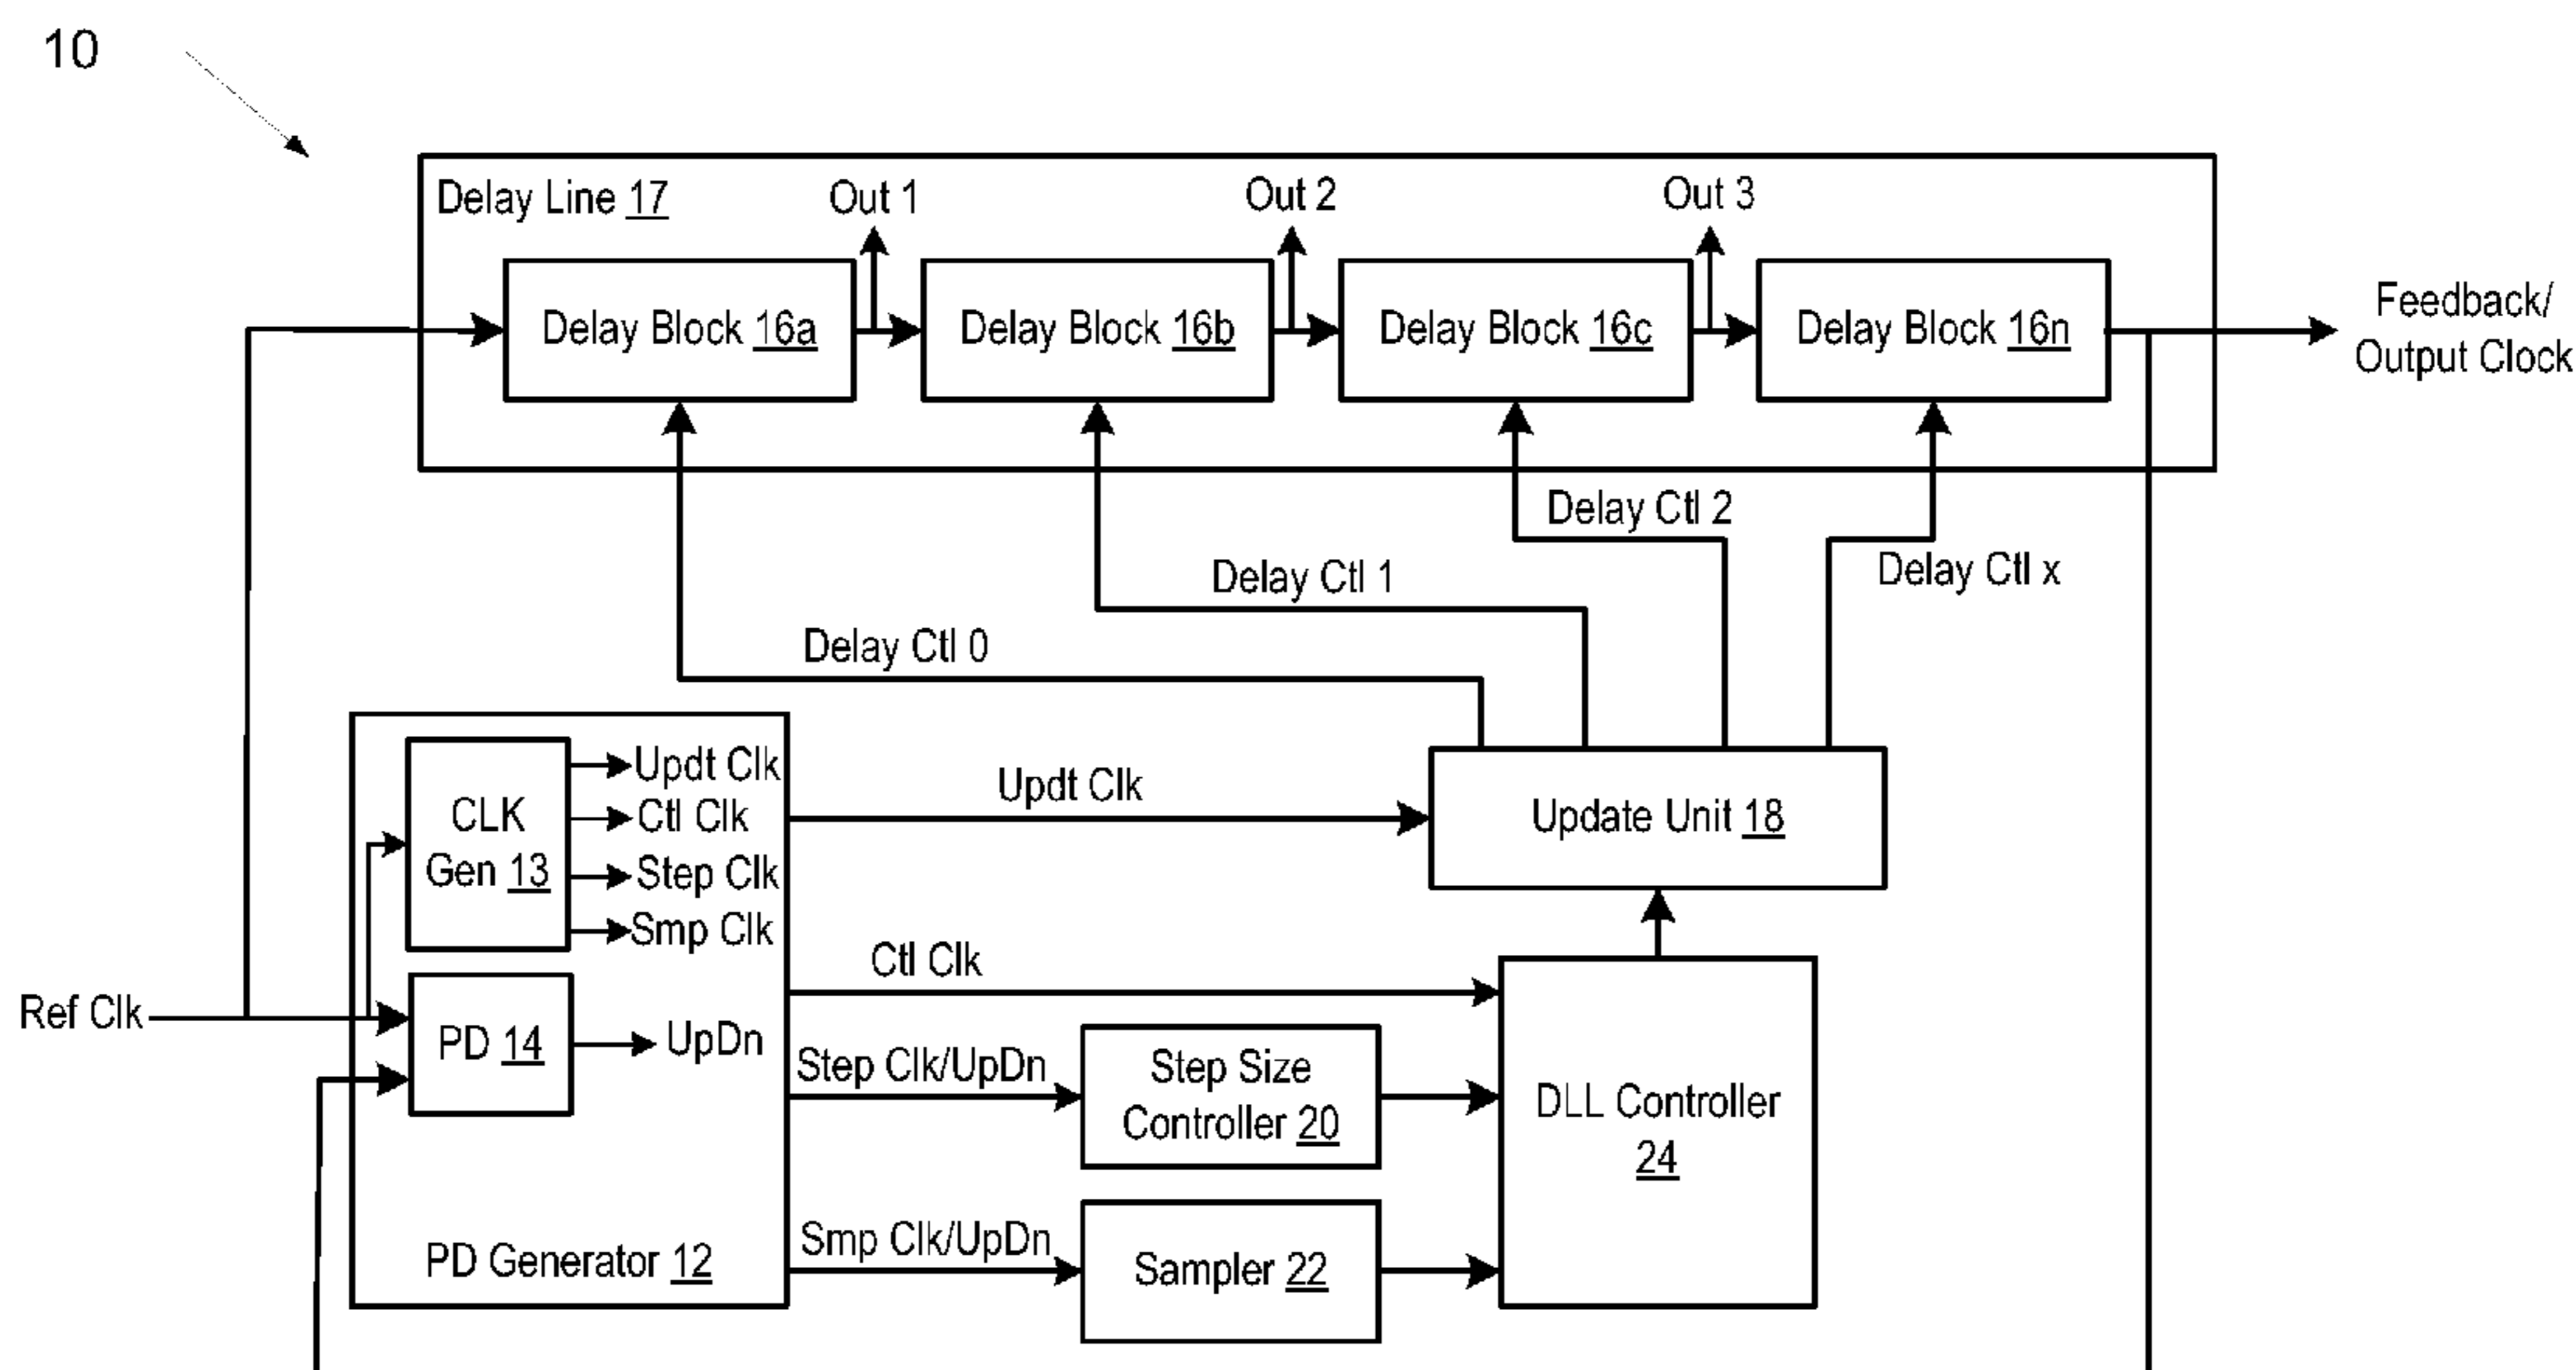 10
Delay Line 17
Out 1
Out 2
Out 3
Delay Block 16a
Delay Block 16b
Delay Block 16c
Delay Block 16n
Feedback/
Output Clock
Delay Ctl 2
Delay Ctl 1
Delay Ctl x
Delay Ctl 0
CLK
Gen 13
Updt Clk
Ctl Clk
Step Clk
Smp Clk
Updt Clk
Update Unit 18
Ref Clk
PD 14
UpDn
Ctl Clk
Step Clk/UpDn
Step Size
Controller 20
DLL Controller
24
PD Generator 12
Smp Clk/UpDn
Sampler 22